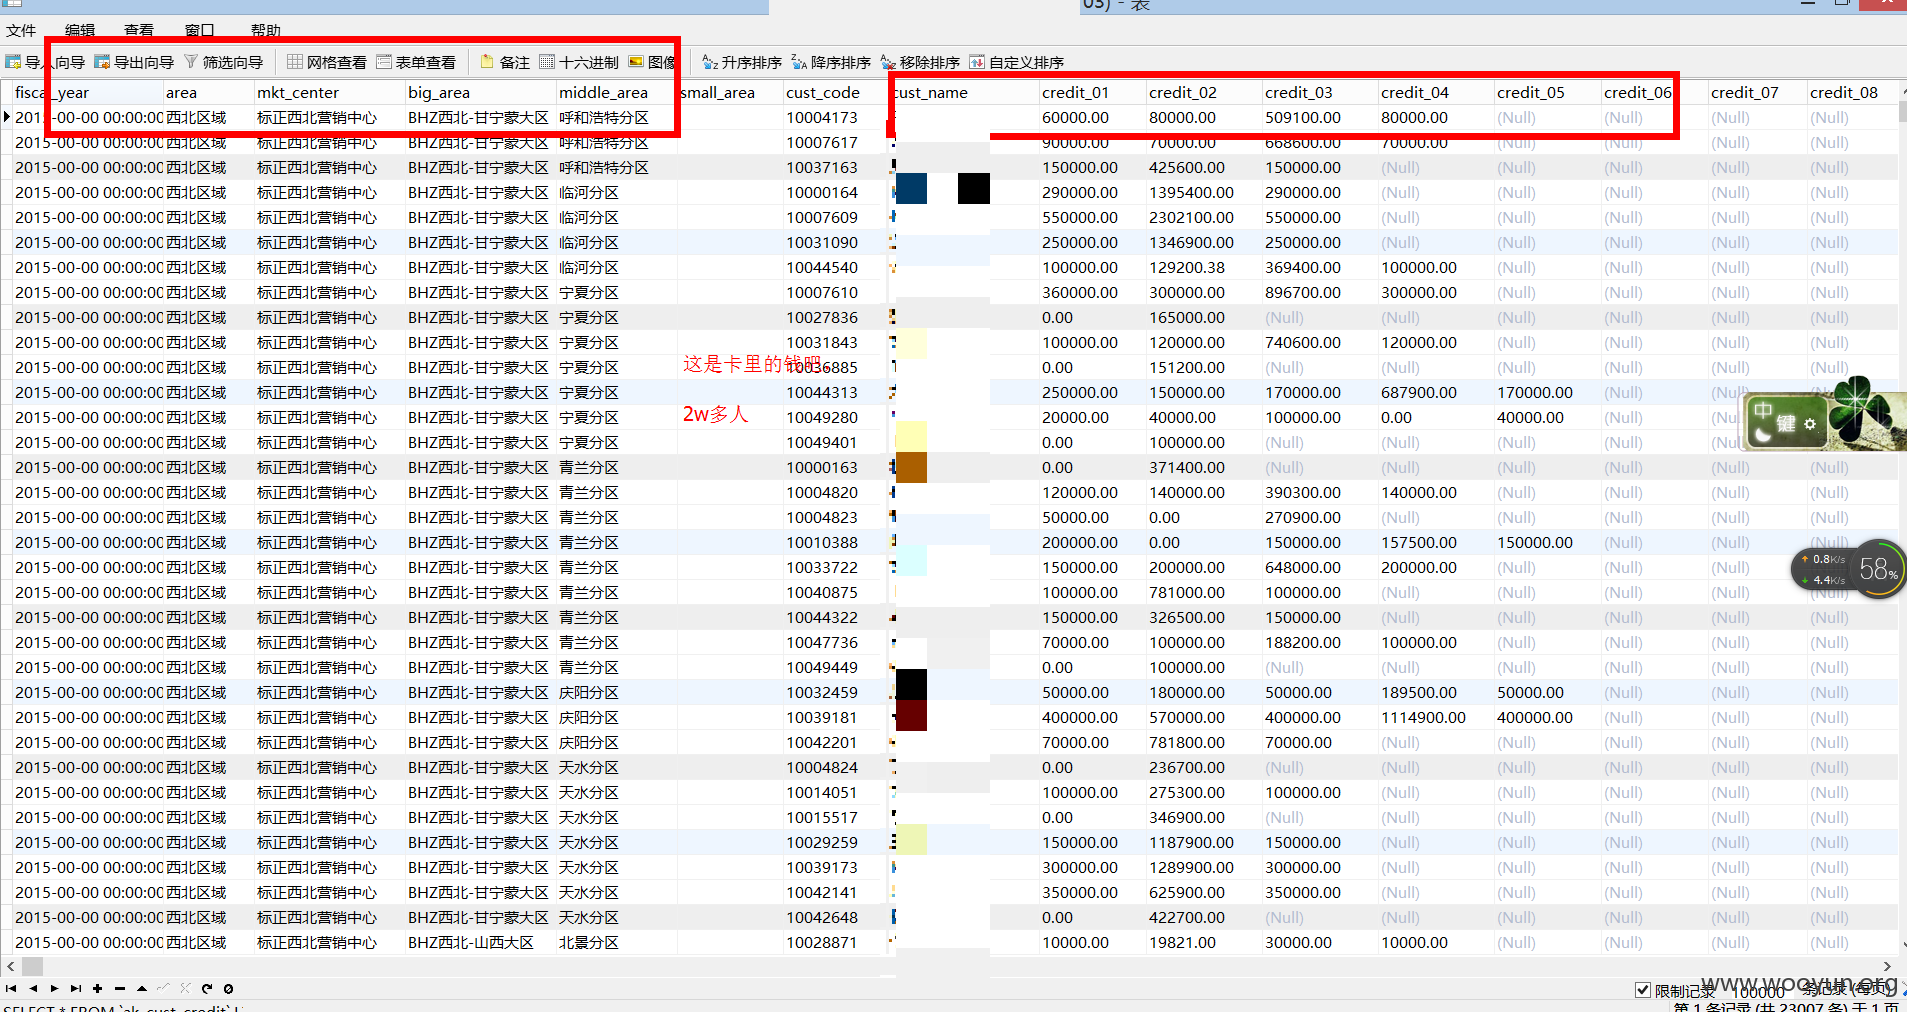 03) - 表
文件 编辑 查看 窗口 帮助
导入向导 导出向导 筛选向导 网格查看 表单查看 备注 十六进制 图像 升序排序 降序排序 移除排序 自定义排序
fiscal_year area mkt_center big_area middle_area small_area cust_code cust_name credit_01 credit_02 credit_03 credit_04 credit_05 credit_06 credit_07 credit_08
2015-00-00 00:00:00 西北区域 标正西北营销中心 BHZ西北-甘宁蒙大区 呼和浩特分区 10004173 60000.00 80000.00 509100.00 80000.00 (Null) (Null) (Null) (Null)
2015-00-00 00:00:00 西北区域 标正西北营销中心 BHZ西北-甘宁蒙大区 呼和浩特分区 10007617 90000.00 70000.00 668600.00 70000.00 (Null) (Null) (Null) (Null)
2015-00-00 00:00:00 西北区域 标正西北营销中心 BHZ西北-甘宁蒙大区 呼和浩特分区 10037163 150000.00 425600.00 150000.00 (Null) (Null) (Null) (Null) (Null)
2015-00-00 00:00:00 西北区域 标正西北营销中心 BHZ西北-甘宁蒙大区 临河分区 10000164 290000.00 1395400.00 290000.00 (Null) (Null) (Null) (Null) (Null)
2015-00-00 00:00:00 西北区域 标正西北营销中心 BHZ西北-甘宁蒙大区 临河分区 10007609 550000.00 2302100.00 550000.00 (Null) (Null) (Null) (Null) (Null)
2015-00-00 00:00:00 西北区域 标正西北营销中心 BHZ西北-甘宁蒙大区 临河分区 10031090 250000.00 1346900.00 250000.00 (Null) (Null) (Null) (Null) (Null)
2015-00-00 00:00:00 西北区域 标正西北营销中心 BHZ西北-甘宁蒙大区 临河分区 10044540 100000.00 129200.38 369400.00 100000.00 (Null) (Null) (Null) (Null)
2015-00-00 00:00:00 西北区域 标正西北营销中心 BHZ西北-甘宁蒙大区 宁夏分区 10007610 360000.00 300000.00 896700.00 300000.00 (Null) (Null) (Null) (Null)
2015-00-00 00:00:00 西北区域 标正西北营销中心 BHZ西北-甘宁蒙大区 宁夏分区 10027836 0.00 165000.00 (Null) (Null) (Null) (Null) (Null) (Null)
2015-00-00 00:00:00 西北区域 标正西北营销中心 BHZ西北-甘宁蒙大区 宁夏分区 10031843 100000.00 120000.00 740600.00 120000.00 (Null) (Null) (Null) (Null)
这是卡里的钱吧
2015-00-00 00:00:00 西北区域 标正西北营销中心 BHZ西北-甘宁蒙大区 宁夏分区 10036885 0.00 151200.00 (Null) (Null) (Null) (Null) (Null) (Null)
2015-00-00 00:00:00 西北区域 标正西北营销中心 BHZ西北-甘宁蒙大区 宁夏分区 10044313 250000.00 150000.00 170000.00 687900.00 170000.00 (Null) (Null)
2w多人
2015-00-00 00:00:00 西北区域 标正西北营销中心 BHZ西北-甘宁蒙大区 宁夏分区 10049280 20000.00 40000.00 100000.00 0.00 40000.00 (Null)
中 键
2015-00-00 00:00:00 西北区域 标正西北营销中心 BHZ西北-甘宁蒙大区 宁夏分区 10049401 0.00 100000.00 (Null) (Null) (Null) (Null)
2015-00-00 00:00:00 西北区域 标正西北营销中心 BHZ西北-甘宁蒙大区 青兰分区 10000163 0.00 371400.00 (Null) (Null) (Null) (Null) (Null) (Null)
2015-00-00 00:00:00 西北区域 标正西北营销中心 BHZ西北-甘宁蒙大区 青兰分区 10004820 120000.00 140000.00 390300.00 140000.00 (Null) (Null) (Null) (Null)
2015-00-00 00:00:00 西北区域 标正西北营销中心 BHZ西北-甘宁蒙大区 青兰分区 10004823 50000.00 0.00 270900.00 (Null) (Null) (Null) (Null) (Null)
2015-00-00 00:00:00 西北区域 标正西北营销中心 BHZ西北-甘宁蒙大区 青兰分区 10010388 200000.00 0.00 150000.00 157500.00 150000.00 (Null) (Null) (Null)
0.8K/s
58%
4.4K/s
2015-00-00 00:00:00 西北区域 标正西北营销中心 BHZ西北-甘宁蒙大区 青兰分区 10033722 150000.00 200000.00 648000.00 200000.00 (Null) (Null) (Null)
2015-00-00 00:00:00 西北区域 标正西北营销中心 BHZ西北-甘宁蒙大区 青兰分区 10040875 100000.00 781000.00 100000.00 (Null) (Null) (Null) (Null) (Null)
2015-00-00 00:00:00 西北区域 标正西北营销中心 BHZ西北-甘宁蒙大区 青兰分区 10044322 150000.00 326500.00 150000.00 (Null) (Null) (Null) (Null) (Null)
2015-00-00 00:00:00 西北区域 标正西北营销中心 BHZ西北-甘宁蒙大区 青兰分区 10047736 70000.00 100000.00 188200.00 100000.00 (Null) (Null) (Null) (Null)
2015-00-00 00:00:00 西北区域 标正西北营销中心 BHZ西北-甘宁蒙大区 青兰分区 10049449 0.00 100000.00 (Null) (Null) (Null) (Null) (Null) (Null)
2015-00-00 00:00:00 西北区域 标正西北营销中心 BHZ西北-甘宁蒙大区 庆阳分区 10032459 50000.00 180000.00 50000.00 189500.00 50000.00 (Null) (Null) (Null)
2015-00-00 00:00:00 西北区域 标正西北营销中心 BHZ西北-甘宁蒙大区 庆阳分区 10039181 400000.00 570000.00 400000.00 1114900.00 400000.00 (Null) (Null) (Null)
2015-00-00 00:00:00 西北区域 标正西北营销中心 BHZ西北-甘宁蒙大区 庆阳分区 10042201 70000.00 781800.00 70000.00 (Null) (Null) (Null) (Null) (Null)
2015-00-00 00:00:00 西北区域 标正西北营销中心 BHZ西北-甘宁蒙大区 天水分区 10004824 0.00 236700.00 (Null) (Null) (Null) (Null) (Null) (Null)
2015-00-00 00:00:00 西北区域 标正西北营销中心 BHZ西北-甘宁蒙大区 天水分区 10014051 100000.00 275300.00 100000.00 (Null) (Null) (Null) (Null) (Null)
2015-00-00 00:00:00 西北区域 标正西北营销中心 BHZ西北-甘宁蒙大区 天水分区 10015517 0.00 346900.00 (Null) (Null) (Null) (Null) (Null) (Null)
2015-00-00 00:00:00 西北区域 标正西北营销中心 BHZ西北-甘宁蒙大区 天水分区 10029259 150000.00 1187900.00 150000.00 (Null) (Null) (Null) (Null) (Null)
2015-00-00 00:00:00 西北区域 标正西北营销中心 BHZ西北-甘宁蒙大区 天水分区 10039173 300000.00 1289900.00 300000.00 (Null) (Null) (Null) (Null) (Null)
2015-00-00 00:00:00 西北区域 标正西北营销中心 BHZ西北-甘宁蒙大区 天水分区 10042141 350000.00 625900.00 350000.00 (Null) (Null) (Null) (Null) (Null)
2015-00-00 00:00:00 西北区域 标正西北营销中心 BHZ西北-甘宁蒙大区 天水分区 10042648 0.00 422700.00 (Null) (Null) (Null) (Null) (Null) (Null)
2015-00-00 00:00:00 西北区域 标正西北营销中心 BHZ西北-山西大区 北景分区 10028871 10000.00 19821.00 30000.00 10000.00 (Null) (Null) (Null) (Null)
www.wooyun.org
限制记录 100000 条记录 (每页)
SELECT * FROM `ak_cust_credit` L
第 1 条记录 (共 23007 条) 于 1 页